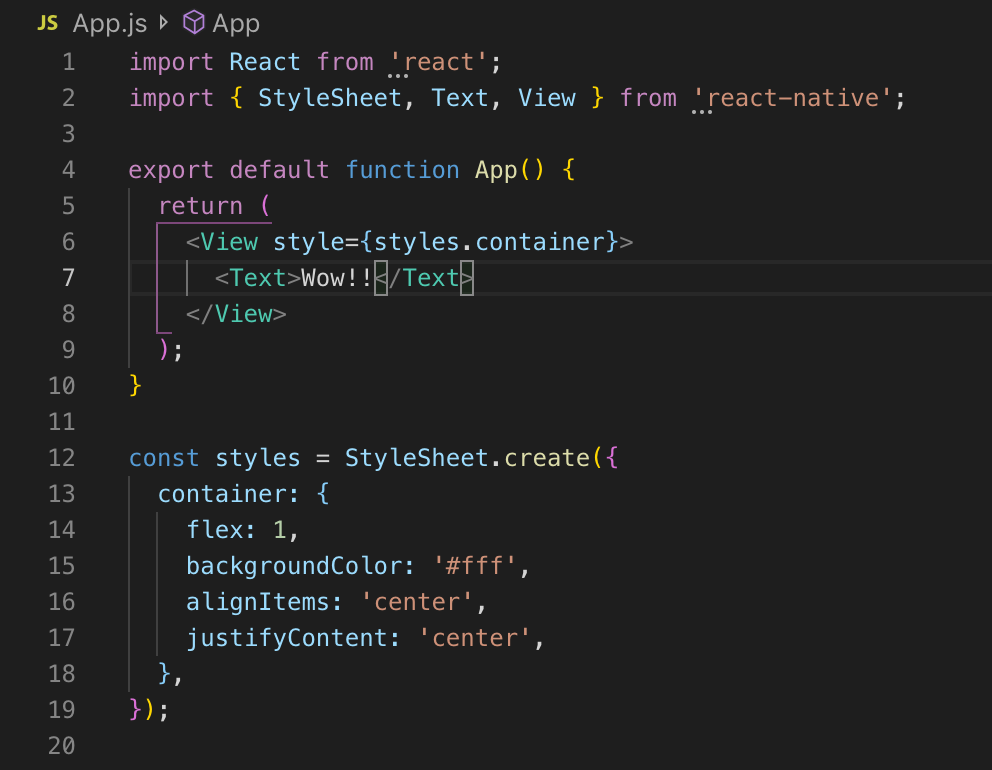 JS App.js App
1 import React from 'react';
2 import { StyleSheet, Text, View } from 'react-native';
3
4 export default function App() {
5   return (
6     <View style={styles.container}>
7       <Text>Wow!!</Text>
8     </View>
9   );
10 }
11
12 const styles = StyleSheet.create({
13   container: {
14     flex: 1,
15     backgroundColor: '#fff',
16     alignItems: 'center',
17     justifyContent: 'center',
18   },
19 });
20